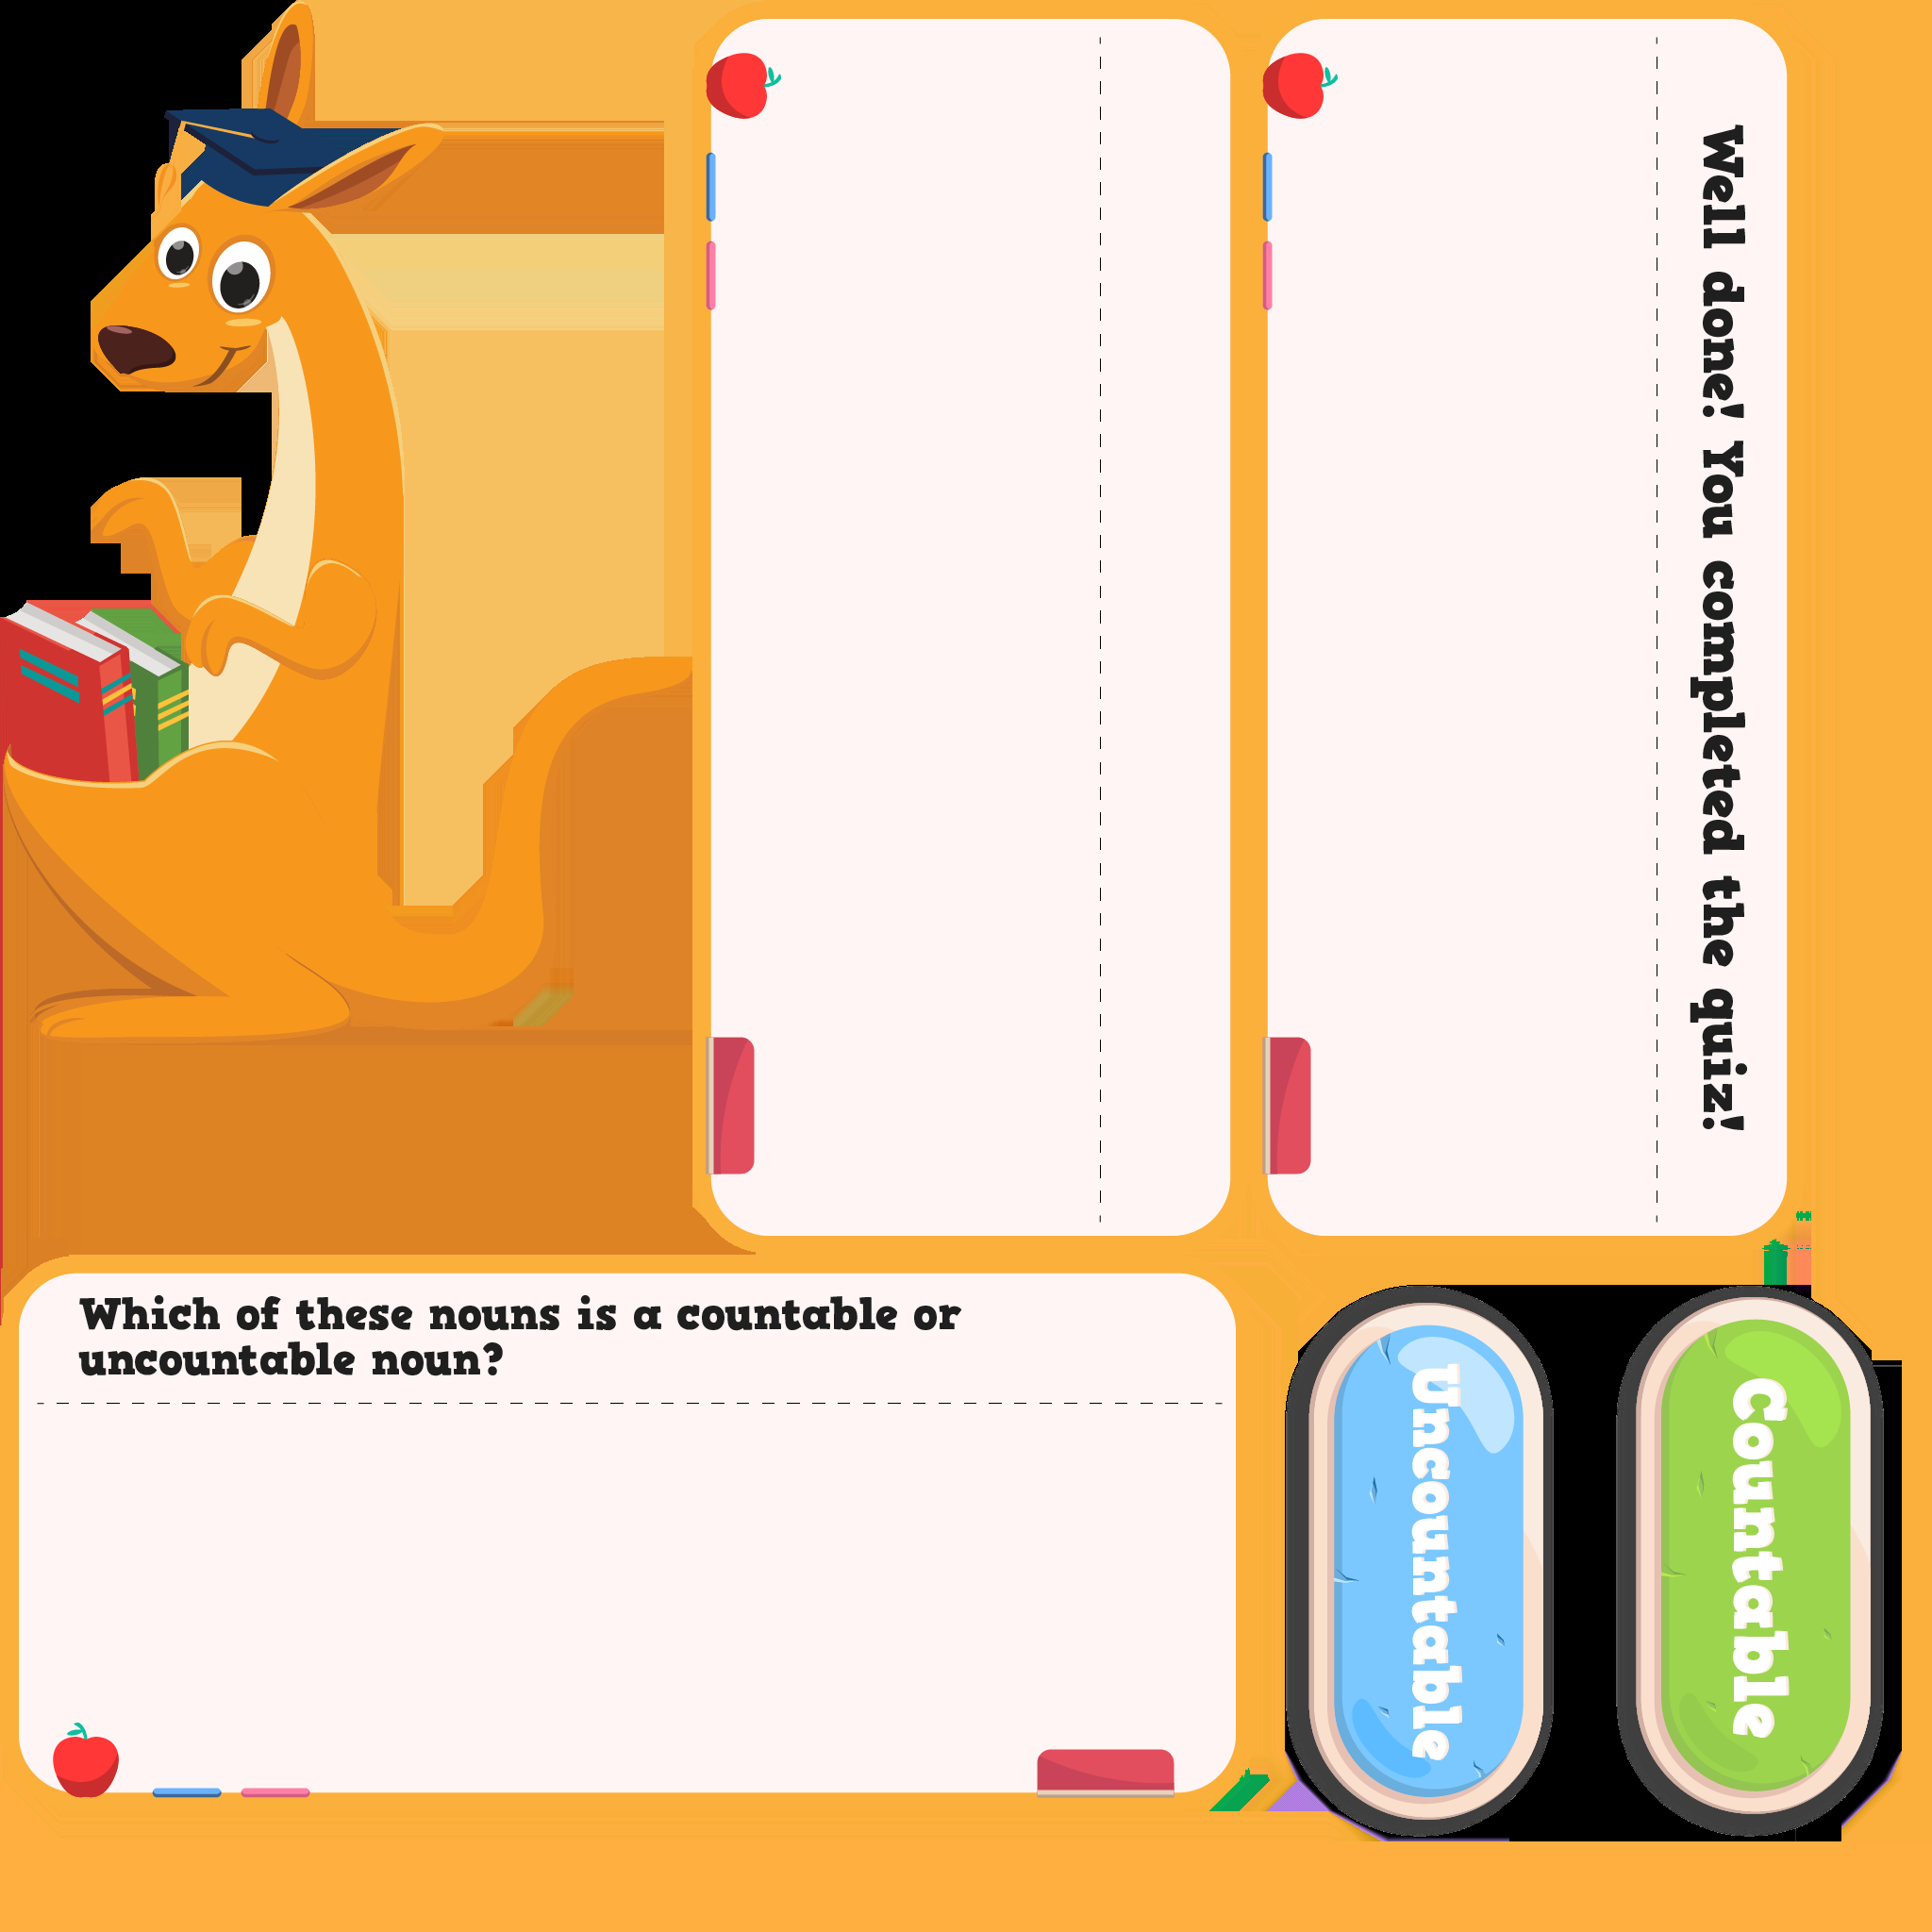 Well done! You completed the quiz!
Which of these nouns is a countable or
uncountable noun?
Uncountable
Countable